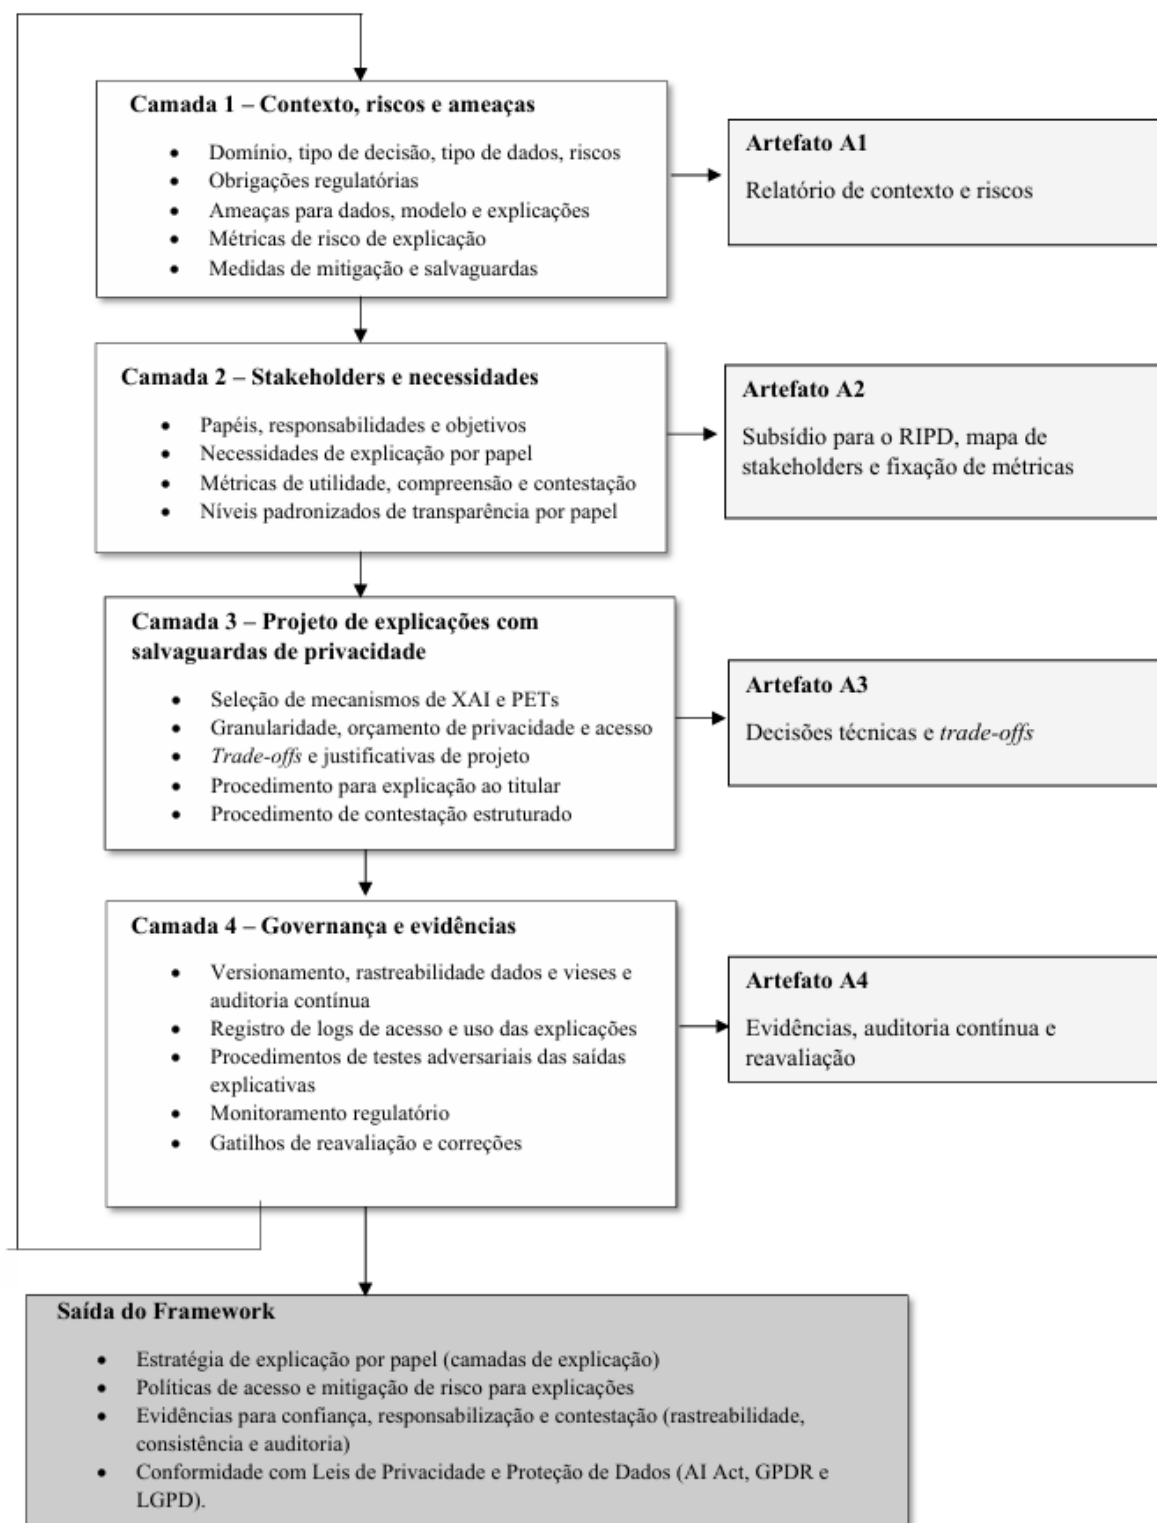 Camada 1 – Contexto, riscos e ameaças
• Domínio, tipo de decisão, tipo de dados, riscos
• Obrigações regulatórias
• Ameaças para dados, modelo e explicações
• Métricas de risco de explicação
• Medidas de mitigação e salvaguardas
Artefato A1
Relatório de contexto e riscos
Camada 2 – Stakeholders e necessidades
• Papéis, responsabilidades e objetivos
• Necessidades de explicação por papel
• Métricas de utilidade, compreensão e contestação
• Níveis padronizados de transparência por papel
Artefato A2
Subsídio para o RIPD, mapa de
stakeholders e fixação de métricas
Camada 3 – Projeto de explicações com
salvaguardas de privacidade
• Seleção de mecanismos de XAI e PETs
• Granularidade, orçamento de privacidade e acesso
• Trade-offs e justificativas de projeto
• Procedimento para explicação ao titular
• Procedimento de contestação estruturado
Artefato A3
Decisões técnicas e trade-offs
Camada 4 – Governança e evidências
• Versionamento, rastreabilidade dados e vieses e
auditoria contínua
• Registro de logs de acesso e uso das explicações
• Procedimentos de testes adversariais das saídas
explicativas
• Monitoramento regulatório
• Gatilhos de reavaliação e correções
Artefato A4
Evidências, auditoria contínua e
reavaliação
Saída do Framework
• Estratégia de explicação por papel (camadas de explicação)
• Políticas de acesso e mitigação de risco para explicações
• Evidências para confiança, responsabilização e contestação (rastreabilidade,
consistência e auditoria)
• Conformidade com Leis de Privacidade e Proteção de Dados (AI Act, GPDR e
LGPD).